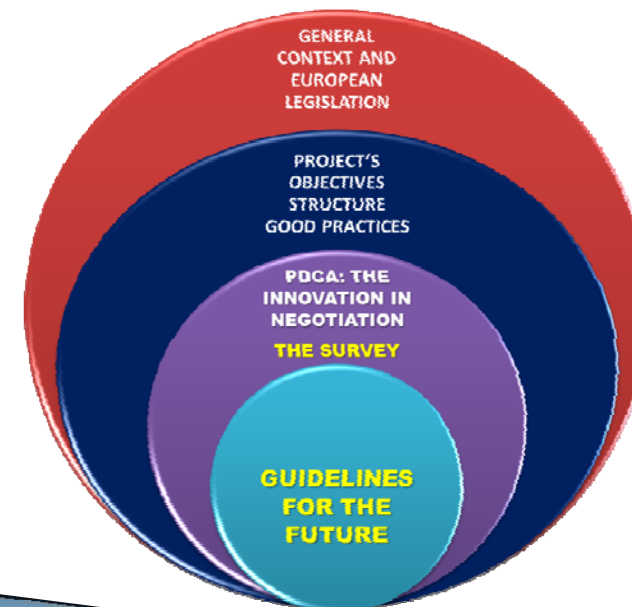 GENERAL
CONTEXT AND
EUROPEAN
LEGISLATION
PROJECT'S
OBJECTIVES
STRUCTURE
GOOD PRACTICES
PDCA: THE
INNOVATION IN
NEGOTIATION
THE SURVEY
GUIDELINES
FOR THE
FUTURE